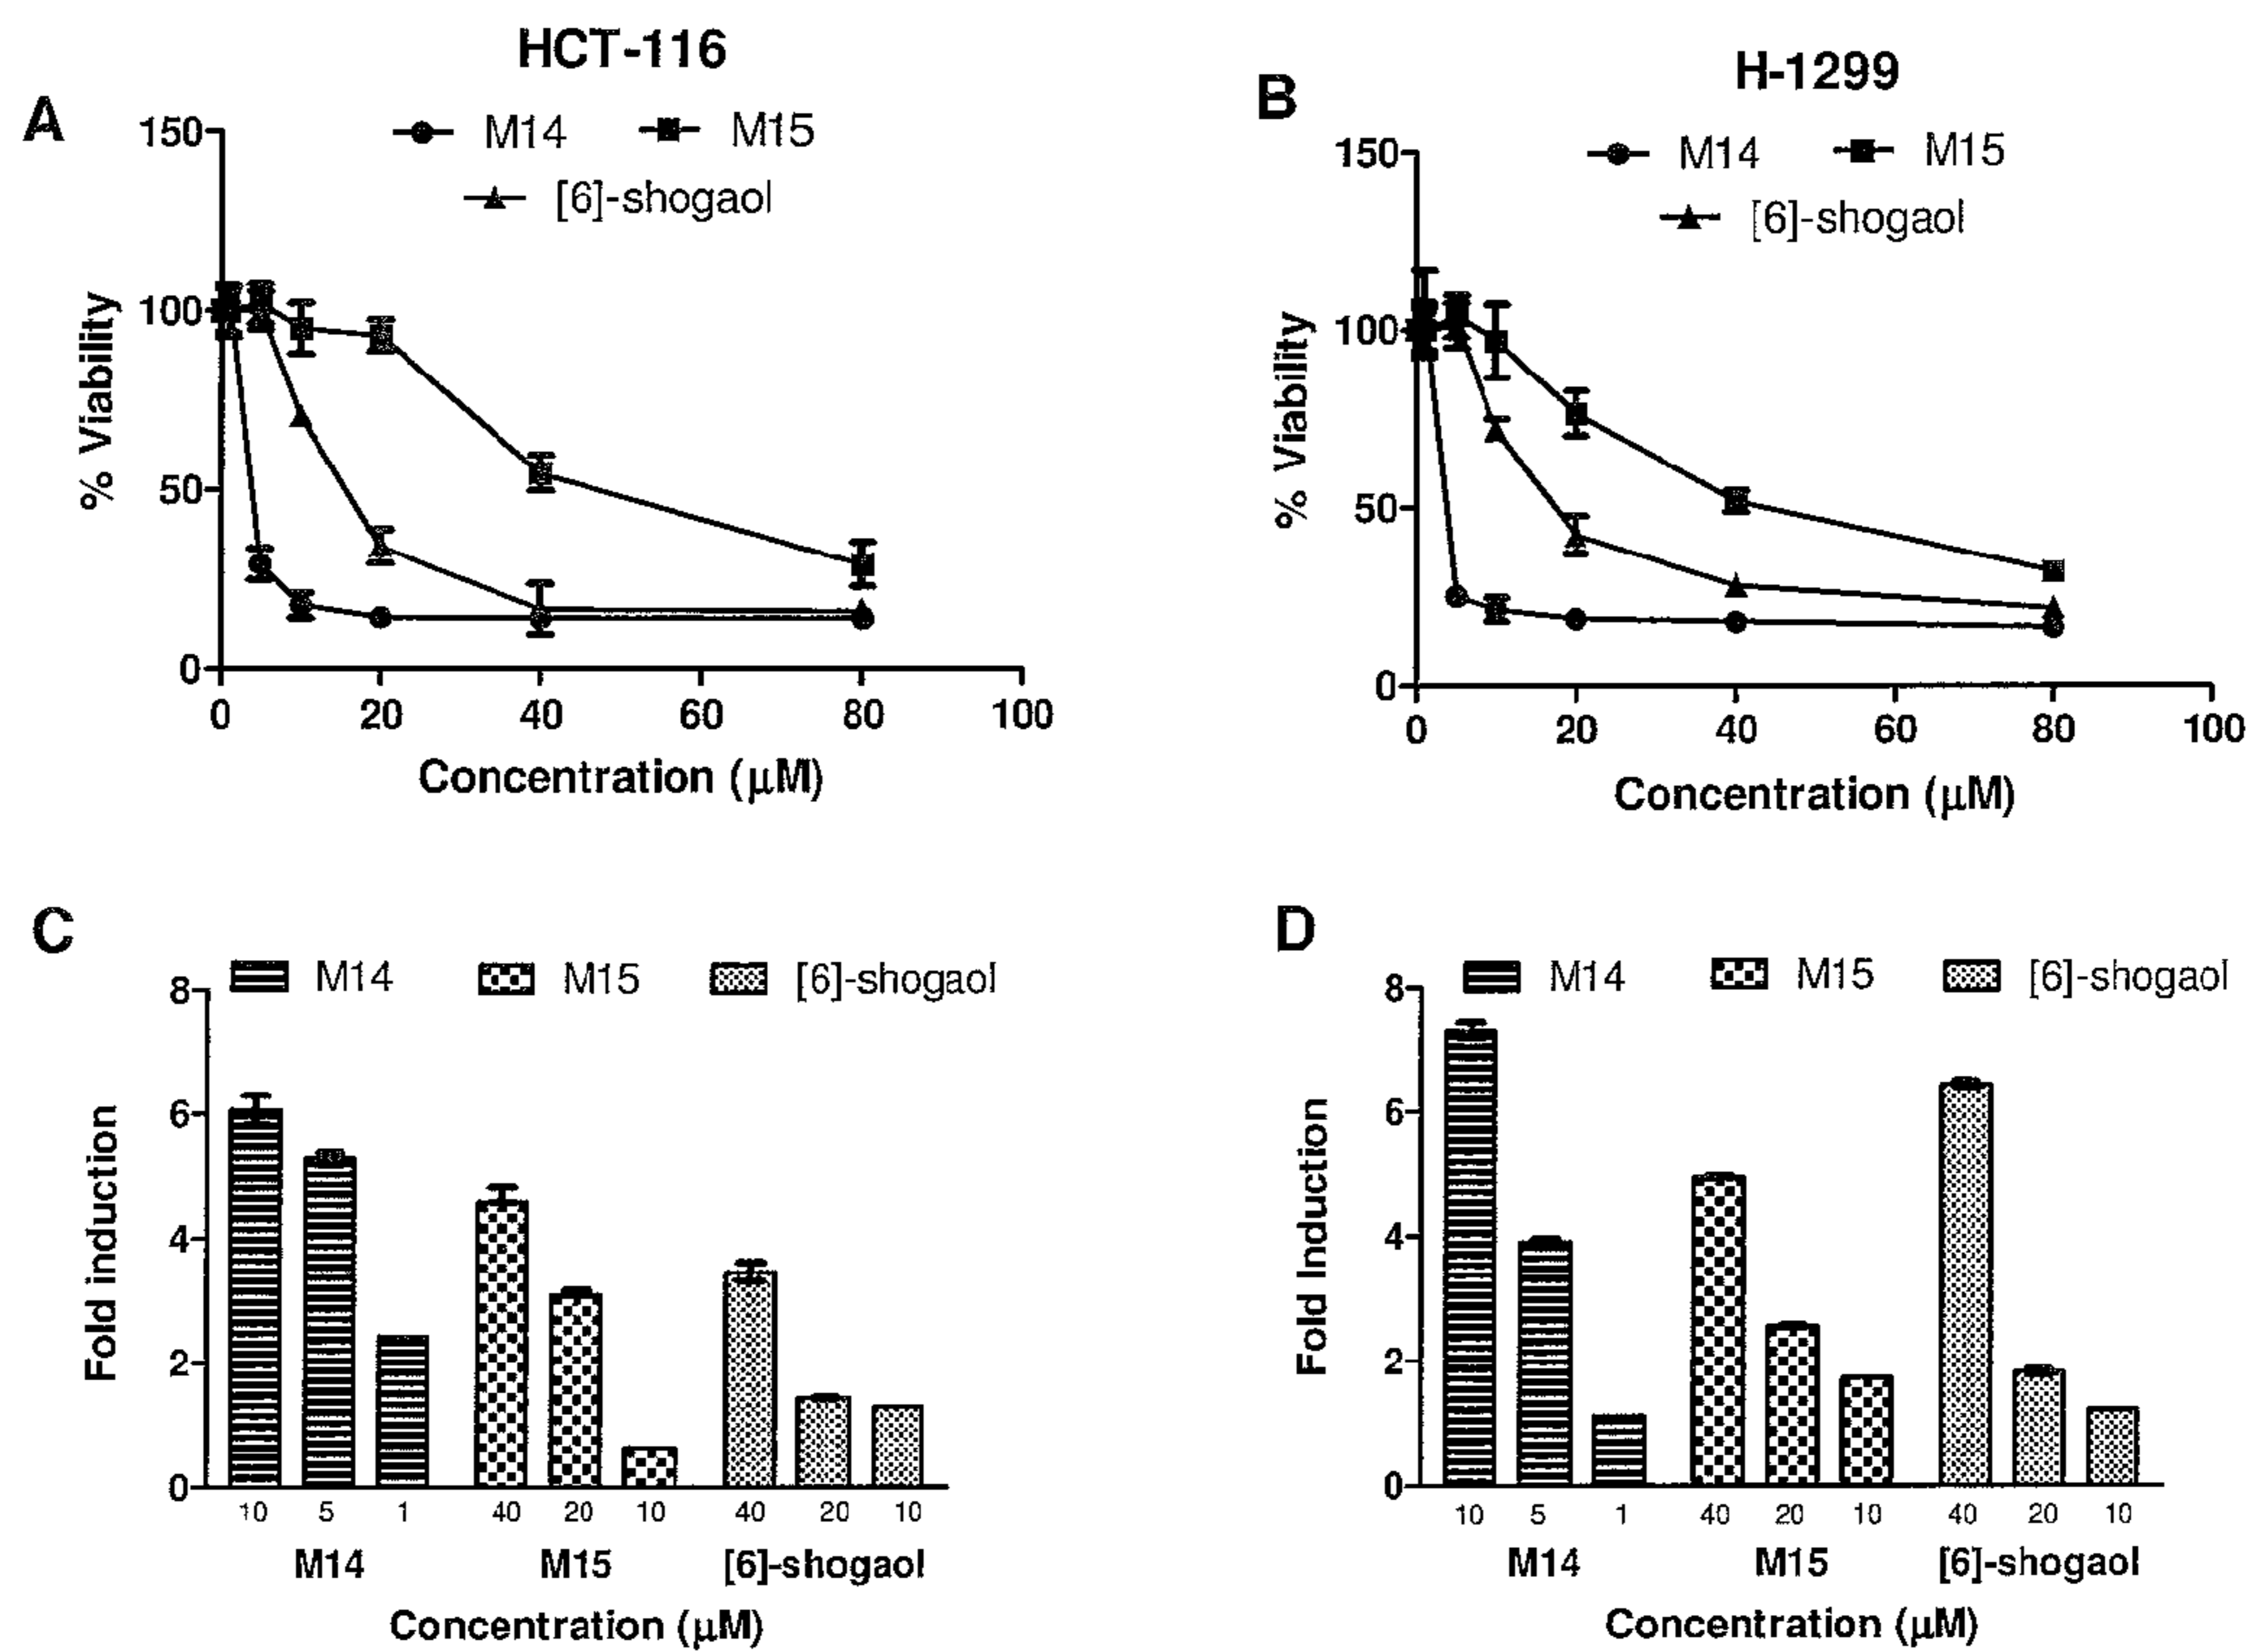 A
HCT-116
M14 M15
[6]-shogaol
% Viability
150
100
50
0
0 20 40 60 80 100
Concentration (μM)
B
H-1299
M14 M15
[6]-shogaol
% Viability
150
100
50
0
0 20 40 60 80 100
Concentration (μM)
C
M14 M15 [6]-shogaol
Fold induction
8
6
4
2
0
10 5 1 40 20 10 40 20 10
M14 M15 [6]-shogaol
Concentration (μM)
D
M14 M15 [6]-shogaol
Fold Induction
8
6
4
2
0
10 5 1 40 20 10 40 20 10
M14 M15 [6]-shogaol
Concentration (μM)